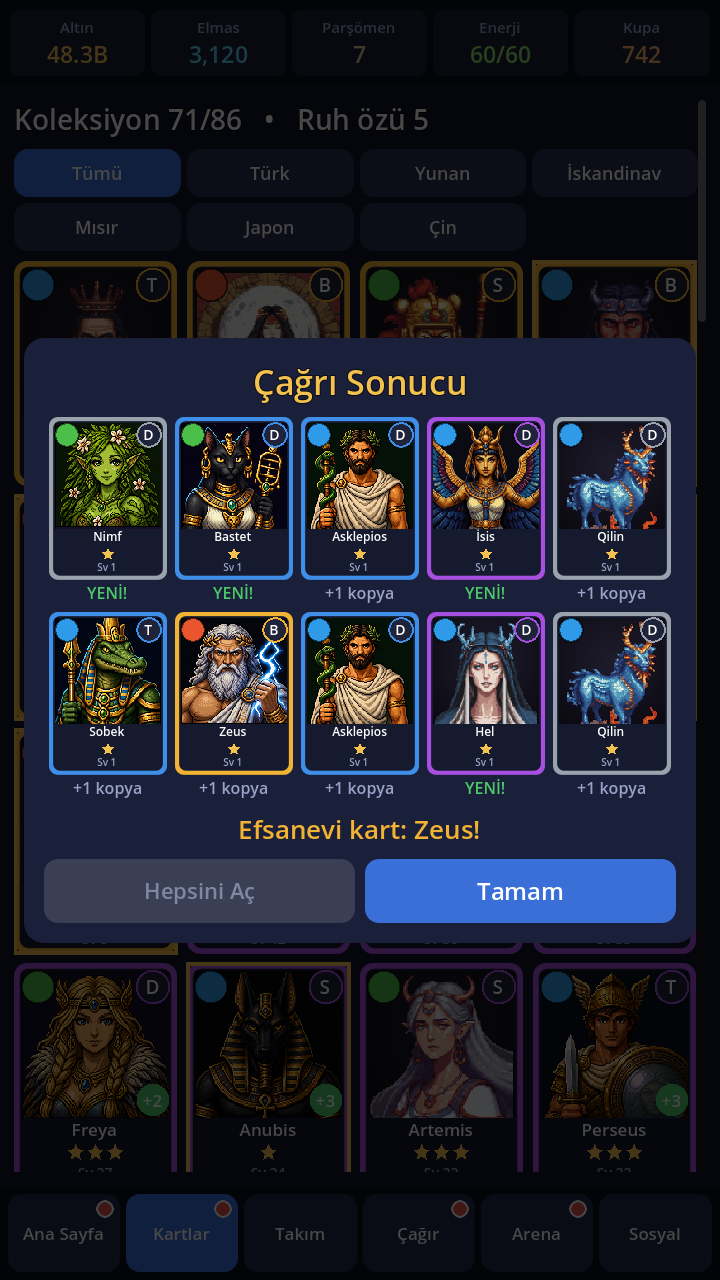 Altın Elmas Parşömen Enerji Kupa
48.3B 3,120 7 60/60 742
Koleksiyon 71/86 • Ruh özü 5
Tümü Türk Yunan İskandinav
Mısır Japon Çin
T B S B
Çağrı Sonucu
D D D D D
Nimf Bastet Asklepios İsis Qilin
Sv 1 Sv 1 Sv 1 Sv 1 Sv 1
YENİ! YENİ! +1 kopya YENİ! +1 kopya
T B D D D
Sobek Zeus Asklepios Hel Qilin
Sv 1 Sv 1 Sv 1 Sv 1 Sv 1
+1 kopya +1 kopya +1 kopya YENİ! +1 kopya
Efsanevi kart: Zeus!
Hepsini Aç Tamam
D S S T
+2 +3 +3
Freya Anubis Artemis Perseus
Ana Sayfa Kartlar Takım Çağır Arena Sosyal